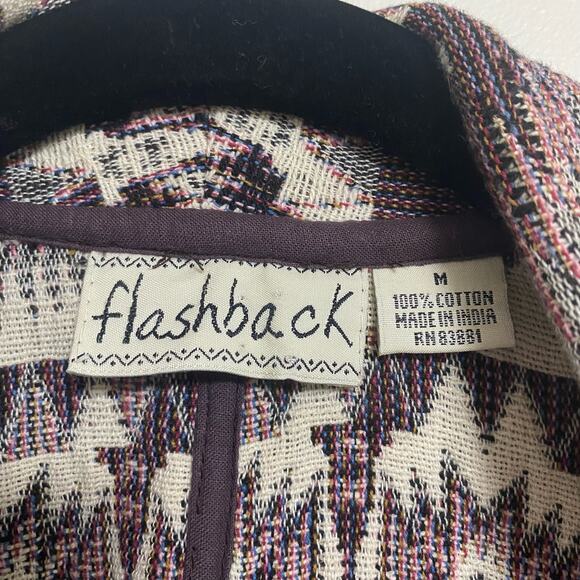 flashback
M
100% COTTON
MADE IN INDIA
RN 83881